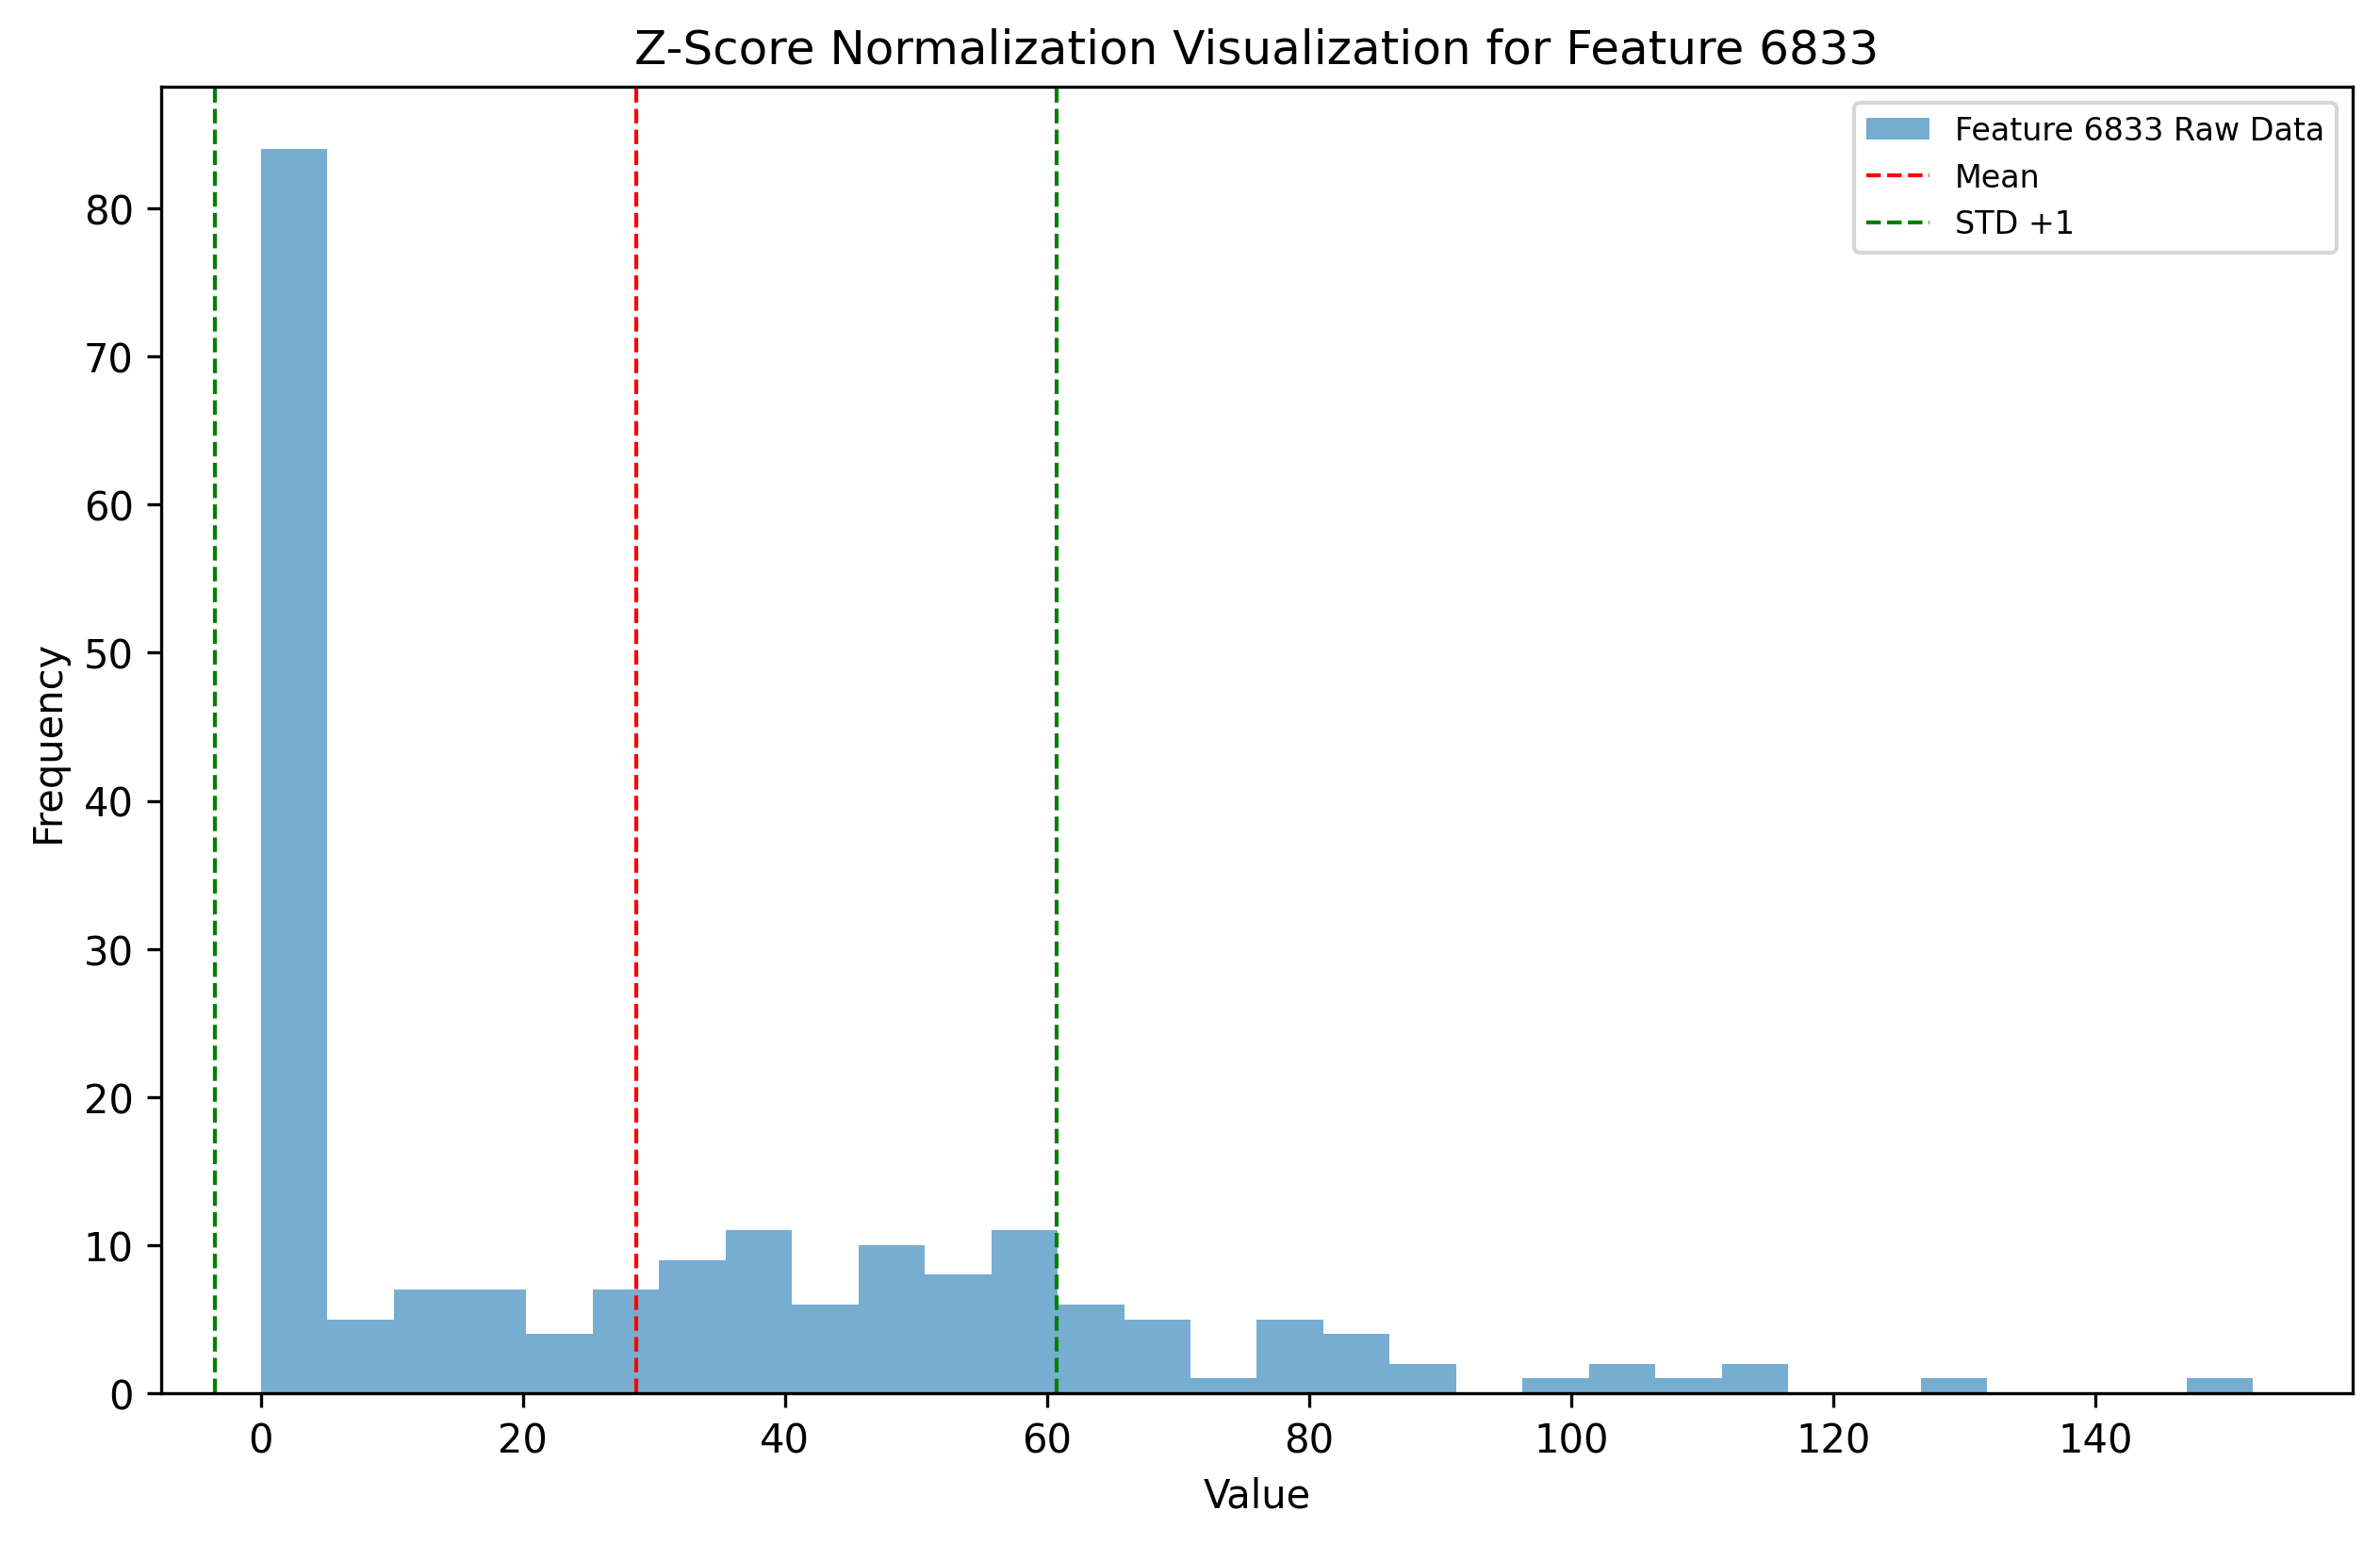 Z-Score Normalization Visualization for Feature 6833
Feature 6833 Raw Data
Mean
STD +1
80
70
60
50
40
30
20
10
0
Frequency
0 20 40 60 80 100 120 140
Value